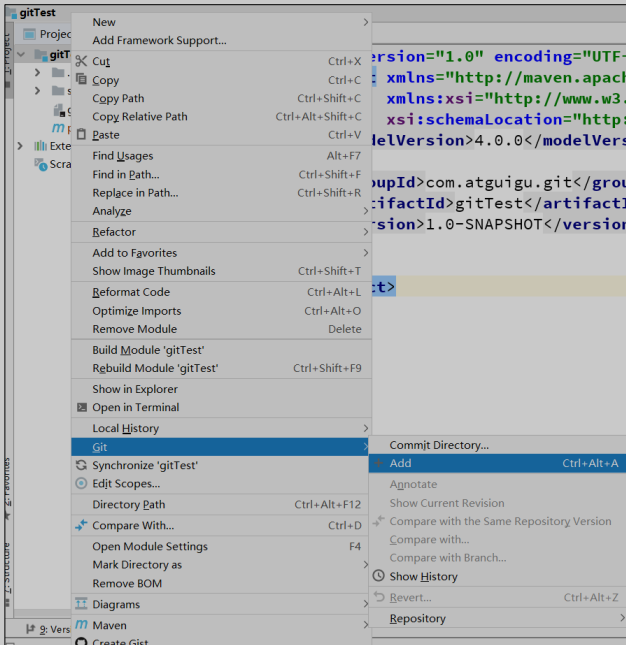 gitTest
Projec
1: Project
gitT
Exte
Scra
New
Add Framework Support...
Cut Ctrl+X
Copy Ctrl+C
Copy Path Ctrl+Shift+C
Copy Relative Path Ctrl+Alt+Shift+C
Paste Ctrl+V
Find Usages Alt+F7
Find in Path... Ctrl+Shift+F
Replace in Path... Ctrl+Shift+R
Analyze
Refactor
Add to Favorites
Show Image Thumbnails Ctrl+Shift+T
Reformat Code Ctrl+Alt+L
Optimize Imports Ctrl+Alt+O
Remove Module Delete
Build Module 'gitTest'
Rebuild Module 'gitTest' Ctrl+Shift+F9
Show in Explorer
Open in Terminal
Local History
Git
Synchronize 'gitTest'
Edit Scopes...
Directory Path Ctrl+Alt+F12
Compare With... Ctrl+D
Open Module Settings F4
Mark Directory as
Remove BOM
Diagrams
Maven
Create Gist
ersion="1.0" encoding="UTF-
xmlns="http://maven.apach
xmlns:xsi="http://www.w3.
xsi:schemaLocation="http:
delVersion>4.0.0</modelVers
oupId>com.atguigu.git</grou
tifactId>gitTest</artifactI
rsion>1.0-SNAPSHOT</version
ct>
Commit Directory...
Add Ctrl+Alt+A
Annotate
Show Current Revision
Compare with the Same Repository Version
Compare with...
Compare with Branch...
Show History
Revert... Ctrl+Alt+Z
Repository
2: Favorites
7: Structure
9: Vers